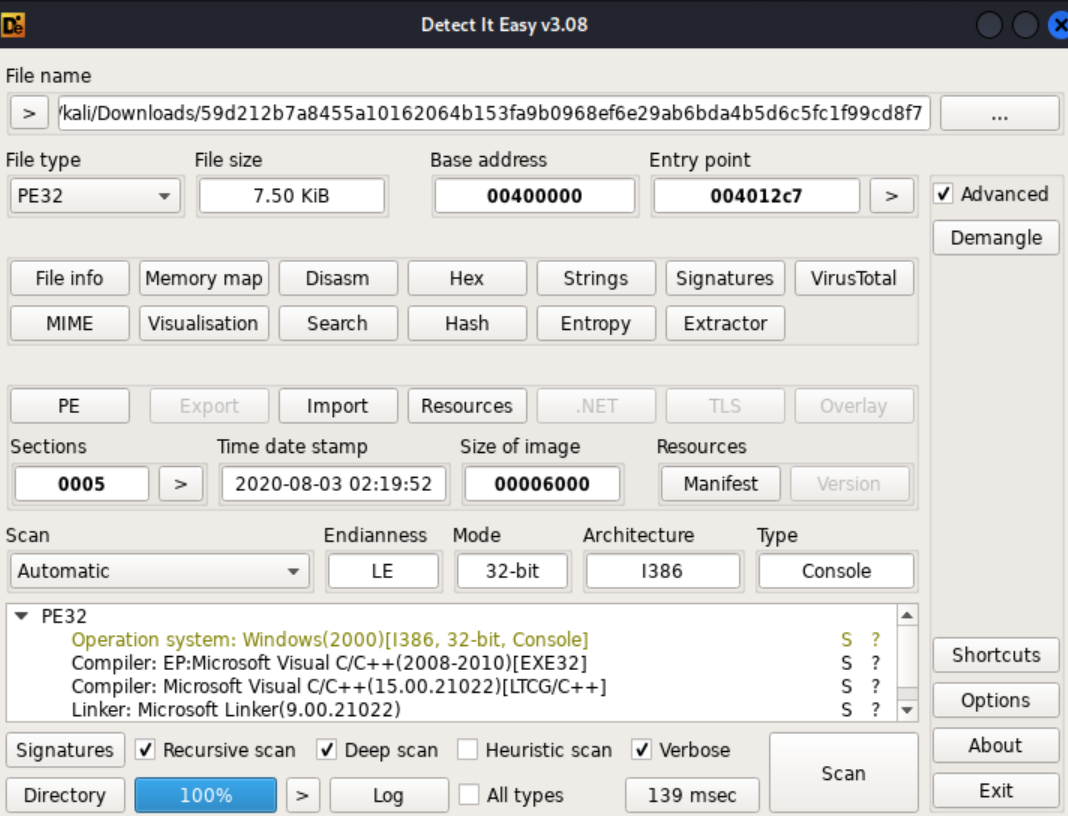 Detect It Easy v3.08
File name
> /kali/Downloads/59d212b7a8455a10162064b153fa9b0968ef6e29ab6bda4b5d6c5fc1f99cd8f7 ...
File type File size Base address Entry point
PE32 7.50 KiB 00400000 004012c7 > Advanced
Demangle
File info Memory map Disasm Hex Strings Signatures VirusTotal
MIME Visualisation Search Hash Entropy Extractor
PE Export Import Resources .NET TLS Overlay
Sections Time date stamp Size of image Resources
0005 > 2020-08-03 02:19:52 00006000 Manifest Version
Scan Endianness Mode Architecture Type
Automatic LE 32-bit I386 Console
PE32
Operation system: Windows(2000)[I386, 32-bit, Console] S ?
Compiler: EP:Microsoft Visual C/C++(2008-2010)[EXE32] S ?
Compiler: Microsoft Visual C/C++(15.00.21022)[LTCG/C++] S ?
Linker: Microsoft Linker(9.00.21022) S ?
Shortcuts
Options
Signatures Recursive scan Deep scan Heuristic scan Verbose Scan About
Directory 100% > Log All types 139 msec Exit